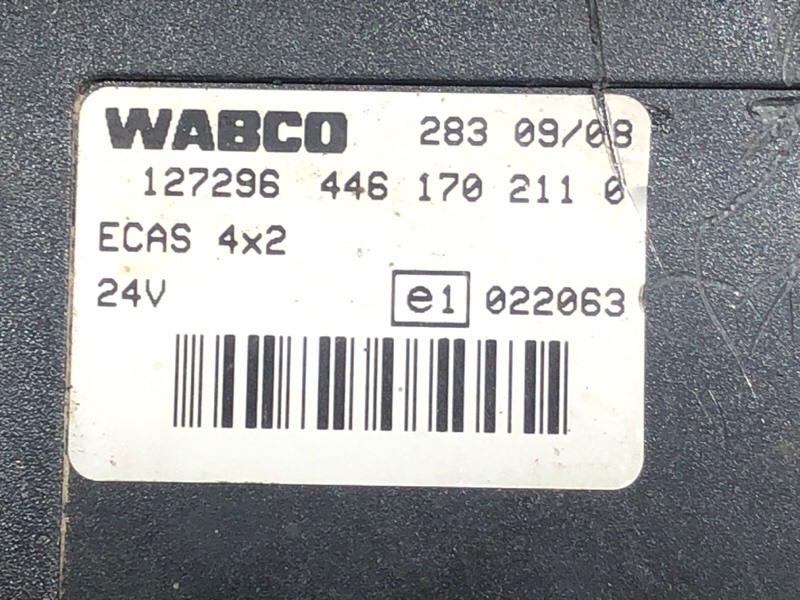 WABCO 283 09/08
127296 446 170 211 0
ECAS 4x2
24V e1 022063